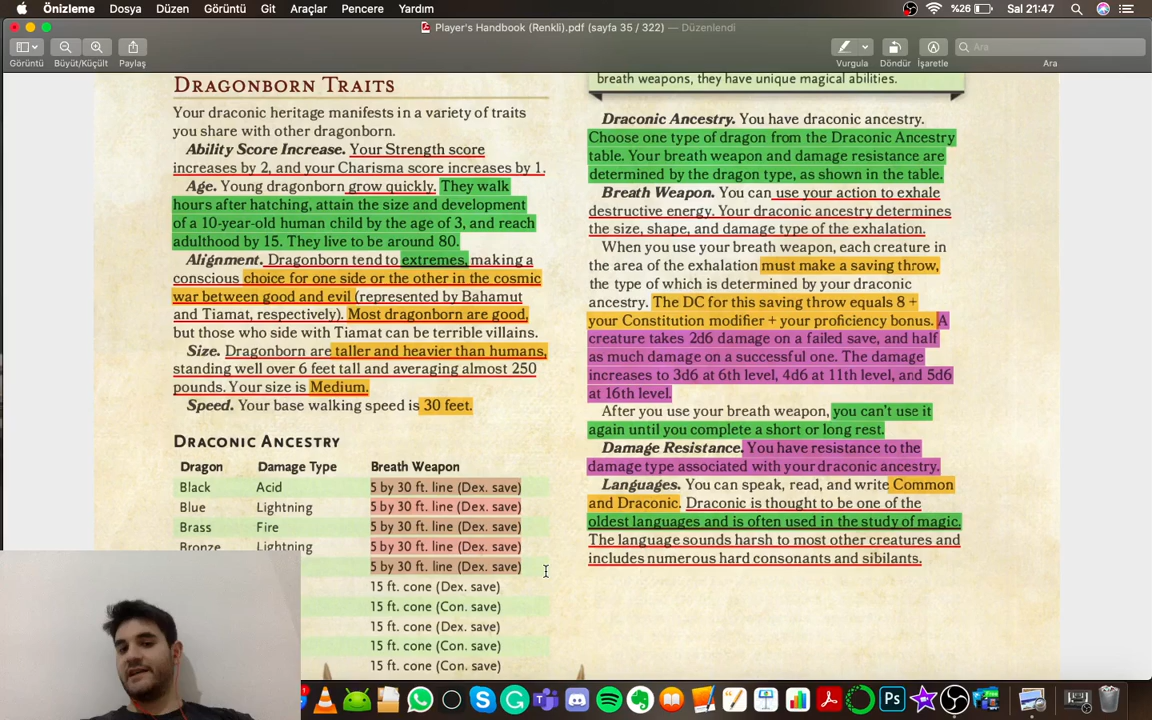 Önizleme Dosya Düzen Görüntü Git Araçlar Pencere Yardım %26 Sal 21:47
Player's Handbook (Renkli).pdf (sayfa 35 / 322) — Düzenlendi
Görüntü Büyüt/Küçült Paylaş Vurgula Döndür İşaretle Ara
Ara
DRAGONBORN TRAITS
Your draconic heritage manifests in a variety of traits
you share with other dragonborn.
Ability Score Increase. Your Strength score
increases by 2, and your Charisma score increases by 1.
Age. Young dragonborn grow quickly. They walk
hours after hatching, attain the size and development
of a 10-year-old human child by the age of 3, and reach
adulthood by 15. They live to be around 80.
Alignment. Dragonborn tend to extremes, making a
conscious choice for one side or the other in the cosmic
war between good and evil (represented by Bahamut
and Tiamat, respectively). Most dragonborn are good,
but those who side with Tiamat can be terrible villains.
Size. Dragonborn are taller and heavier than humans,
standing well over 6 feet tall and averaging almost 250
pounds. Your size is Medium.
Speed. Your base walking speed is 30 feet.
DRACONIC ANCESTRY
Dragon Damage Type Breath Weapon
Black Acid 5 by 30 ft. line (Dex. save)
Blue Lightning 5 by 30 ft. line (Dex. save)
Brass Fire 5 by 30 ft. line (Dex. save)
Bronze Lightning 5 by 30 ft. line (Dex. save)
5 by 30 ft. line (Dex. save)
15 ft. cone (Dex. save)
15 ft. cone (Con. save)
15 ft. cone (Dex. save)
15 ft. cone (Con. save)
15 ft. cone (Con. save)
breath weapons, they have unique magical abilities.
Draconic Ancestry. You have draconic ancestry.
Choose one type of dragon from the Draconic Ancestry
table. Your breath weapon and damage resistance are
determined by the dragon type, as shown in the table.
Breath Weapon. You can use your action to exhale
destructive energy. Your draconic ancestry determines
the size, shape, and damage type of the exhalation.
When you use your breath weapon, each creature in
the area of the exhalation must make a saving throw,
the type of which is determined by your draconic
ancestry. The DC for this saving throw equals 8 +
your Constitution modifier + your proficiency bonus. A
creature takes 2d6 damage on a failed save, and half
as much damage on a successful one. The damage
increases to 3d6 at 6th level, 4d6 at 11th level, and 5d6
at 16th level.
After you use your breath weapon, you can't use it
again until you complete a short or long rest.
Damage Resistance. You have resistance to the
damage type associated with your draconic ancestry.
Languages. You can speak, read, and write Common
and Draconic. Draconic is thought to be one of the
oldest languages and is often used in the study of magic.
The language sounds harsh to most other creatures and
includes numerous hard consonants and sibilants.